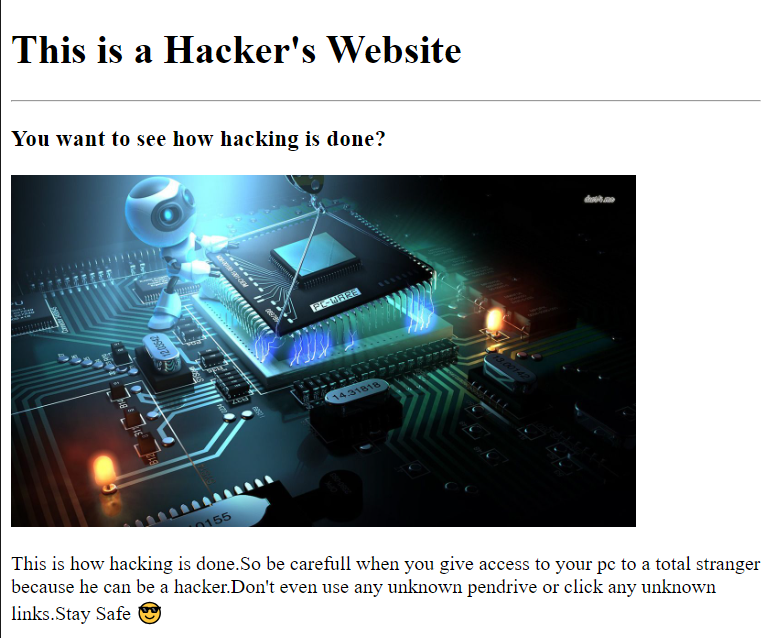 This is a Hacker's Website
You want to see how hacking is done?
PC-WARE
14.31818
This is how hacking is done.So be carefull when you give access to your pc to a total stranger
because he can be a hacker.Don't even use any unknown pendrive or click any unknown
links.Stay Safe 😎